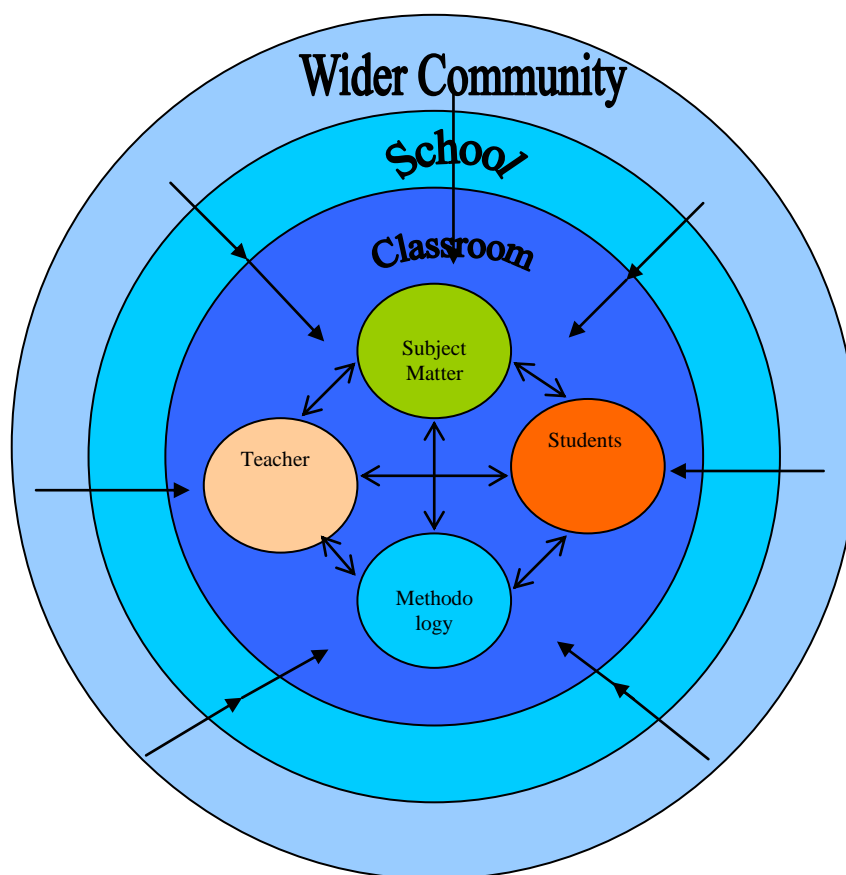 Wider Community
School
Classroom
Subject
Matter
Teacher
Students
Methodo
logy